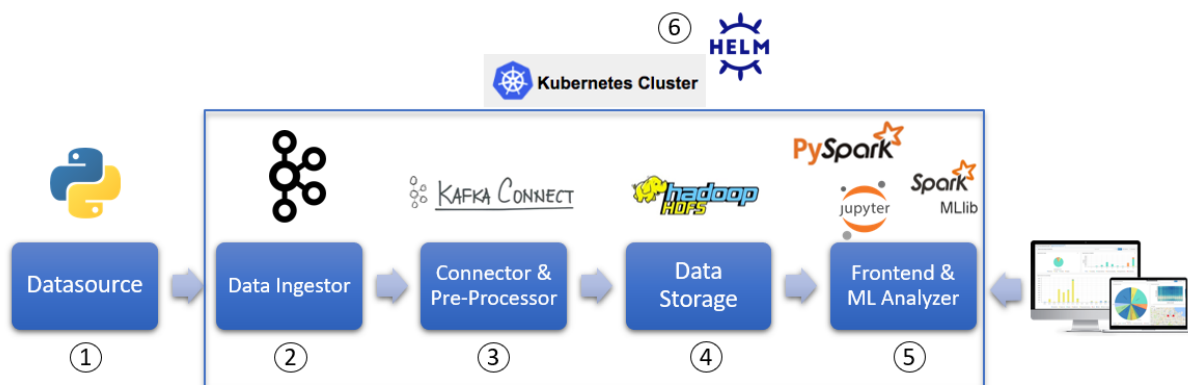 6
HELM
Kubernetes Cluster
PySpark
KAFKA CONNECT
hadoop
HDFS
jupyter
Spark
MLlib
Datasource
Data Ingestor
Connector &
Pre-Processor
Data
Storage
Frontend &
ML Analyzer
1
2
3
4
5